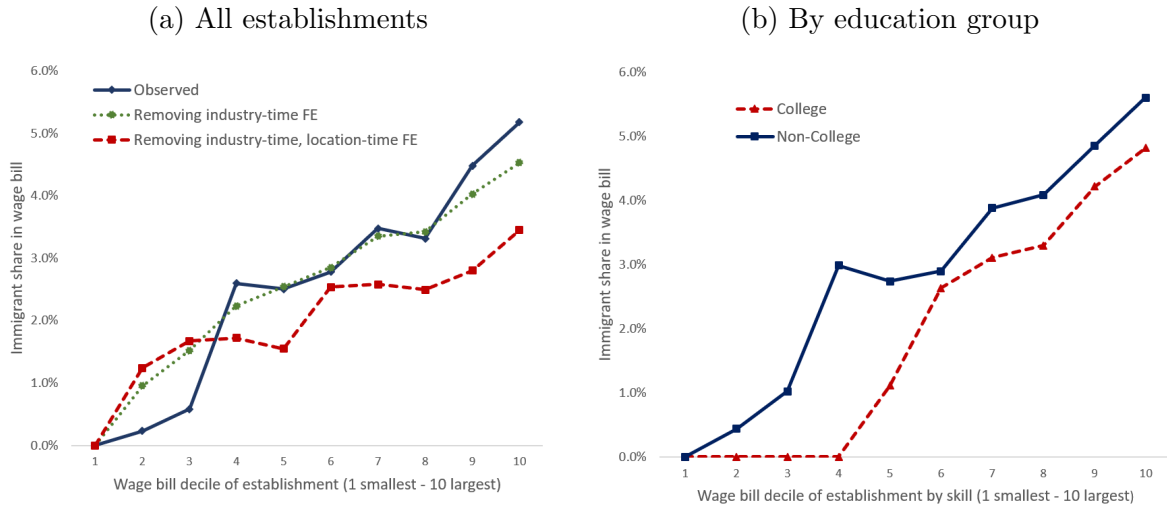 (a) All establishments
6.0%
5.0%
4.0%
3.0%
2.0%
1.0%
0.0%
Immigrant share in wage bill
Observed
Removing industry-time FE
Removing industry-time, location-time FE
1 2 3 4 5 6 7 8 9 10
Wage bill decile of establishment (1 smallest - 10 largest)
(b) By education group
6.0%
5.0%
4.0%
3.0%
2.0%
1.0%
0.0%
Immigrant share in wage bill
College
Non-College
1 2 3 4 5 6 7 8 9 10
Wage bill decile of establishment by skill (1 smallest - 10 largest)